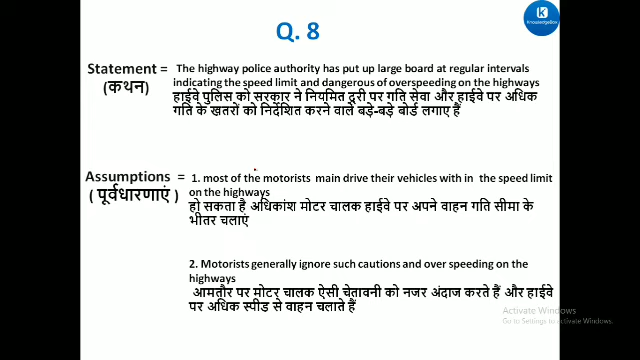 Q. 8
K
KnowledgeBox
Statement = The highway police authority has put up large board at regular intervals
indicating the speed limit and dangerous of overspeeding on the highways
(कथन)
हाईवे पुलिस को सरकार ने नियमित दूरी पर गति सेवा और हाईवे पर अधिक
गति के खतरों को निर्देशित करने वाले बड़े-बड़े बोर्ड लगाए हैं
Assumptions = 1. most of the motorists main drive their vehicles with in the speed limit
on the highways
(पूर्वधारणाएं)
हो सकता है अधिकांश मोटर चालक हाईवे पर अपने वाहन गति सीमा के
भीतर चलाएं
2. Motorists generally ignore such cautions and over speeding on the
highways
आमतौर पर मोटर चालक ऐसी चेतावनी को नजर अंदाज करते हैं और हाईवे
पर अधिक स्पीड से वाहन चलाते हैं
Activate Windows
Go to Settings to activate Windows.